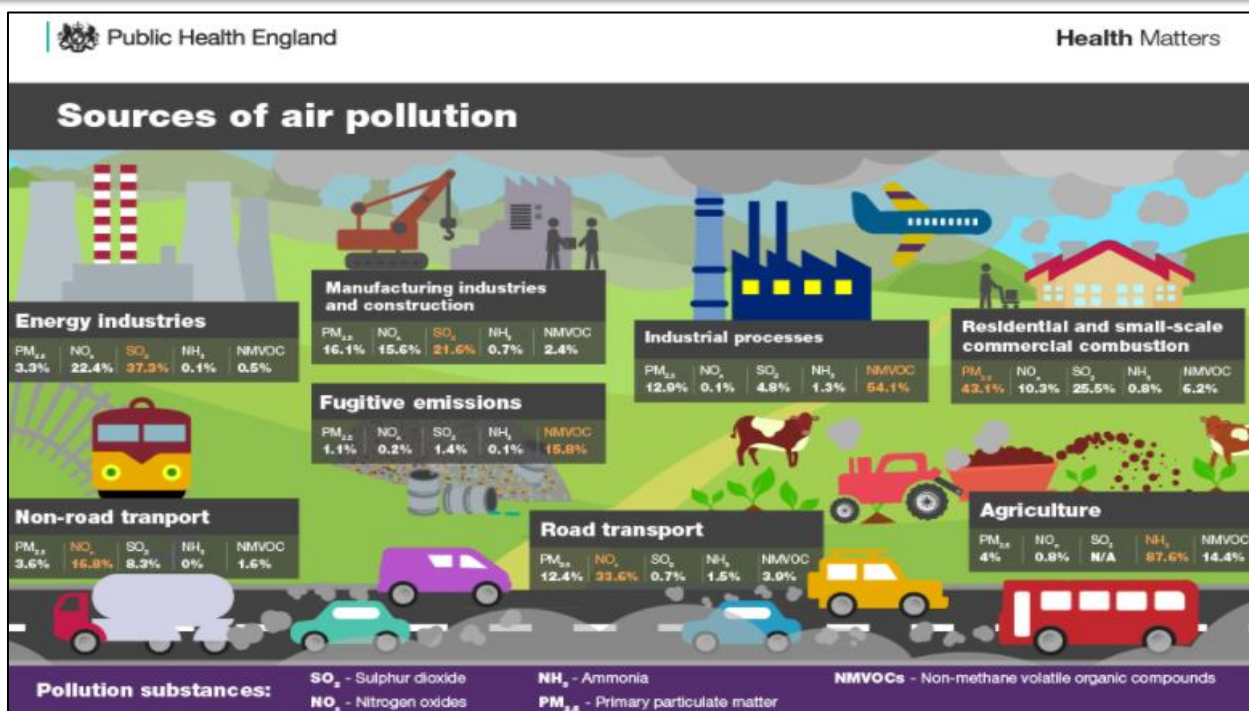 Public Health England
Health Matters
Sources of air pollution
Energy industries
PM₂.₅ NOₓ SO₂ NH₃ NMVOC
3.3% 22.4% 37.3% 0.1% 0.5%
Manufacturing industries
and construction
PM₂.₅ NOₓ SO₂ NH₃ NMVOC
16.1% 15.6% 21.6% 0.7% 2.4%
Industrial processes
PM₂.₅ NOₓ SO₂ NH₃ NMVOC
12.9% 0.1% 4.8% 1.3% 54.1%
Residential and small-scale
commercial combustion
PM₂.₅ NOₓ SO₂ NH₃ NMVOC
43.1% 10.3% 25.5% 0.8% 6.2%
Fugitive emissions
PM₂.₅ NOₓ SO₂ NH₃ NMVOC
1.1% 0.2% 1.4% 0.1% 15.8%
Non-road tranport
PM₂.₅ NOₓ SO₂ NH₃ NMVOC
3.6% 16.8% 8.3% 0% 1.6%
Road transport
PM₂.₅ NOₓ SO₂ NH₃ NMVOC
12.4% 33.6% 0.7% 1.5% 3.9%
Agriculture
PM₂.₅ NOₓ SO₂ NH₃ NMVOC
4% 0.8% N/A 87.6% 14.4%
Pollution substances:
SO₂ - Sulphur dioxide
NOₓ - Nitrogen oxides
NH₃ - Ammonia
PM₂.₅ - Primary particulate matter
NMVOCs - Non-methane volatile organic compounds